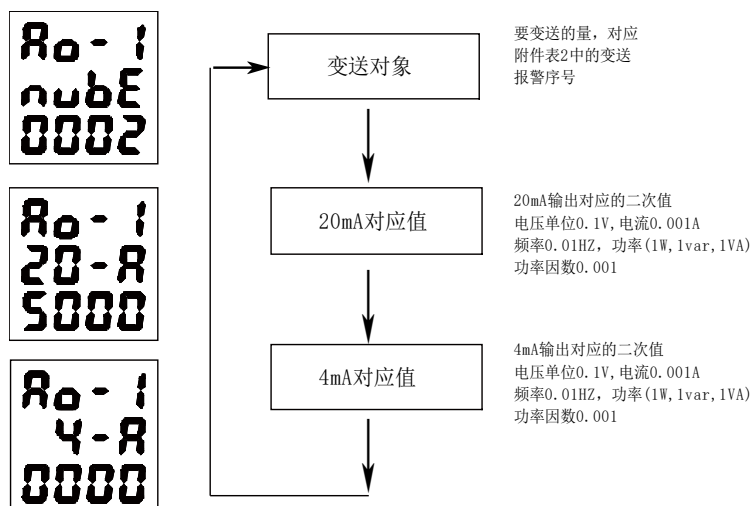 Ao-1
nubE
0002
变送对象
要变送的量，对应
附件表2中的变送
报警序号
Ao-1
20-A
5000
20mA对应值
20mA输出对应的二次值
电压单位0.1V,电流0.001A
频率0.01HZ，功率(1W,1var,1VA)
功率因数0.001
Ao-1
4-A
0000
4mA对应值
4mA输出对应的二次值
电压单位0.1V,电流0.001A
频率0.01HZ，功率(1W,1var,1VA)
功率因数0.001